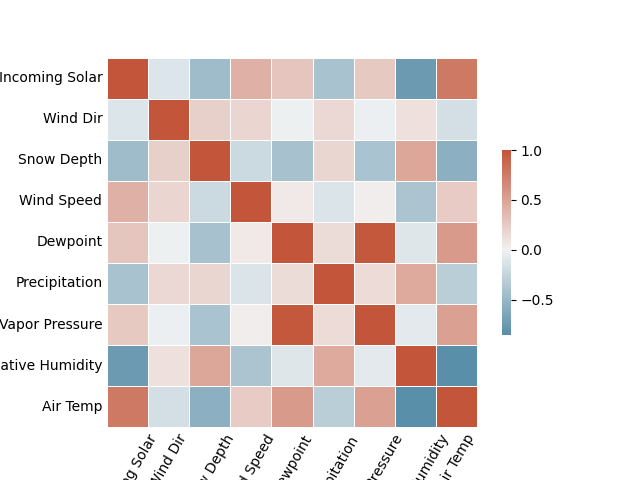 Incoming Solar
Wind Dir
Snow Depth
Wind Speed
Dewpoint
Precipitation
Vapor Pressure
ative Humidity
Air Temp
1.0
0.5
0.0
−0.5
ng Solar
Wind Dir
w Depth
d Speed
ewpoint
pitation
Pressure
umidity
ir Temp